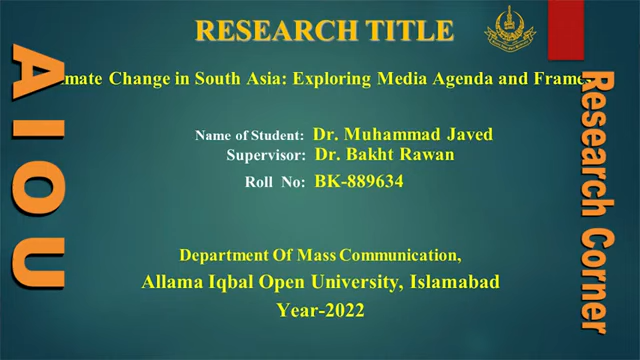 RESEARCH TITLE
mate Change in South Asia: Exploring Media Agenda and Frames
Name of Student: Dr. Muhammad Javed
Supervisor: Dr. Bakht Rawan
Roll No: BK-889634
Department Of Mass Communication,
Allama Iqbal Open University, Islamabad
Year-2022
AIOU
Research Corner